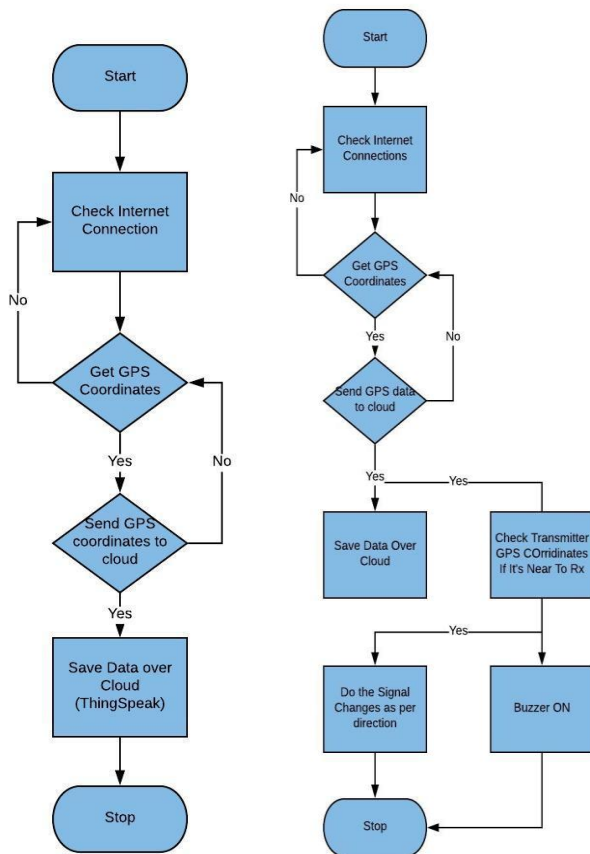 Start
Check Internet
Connection
No
Get GPS
Coordinates
Yes
No
Send GPS
coordinates to
cloud
Yes
Save Data over
Cloud
(ThingSpeak)
Stop
Start
Check Internet
Connections
No
Get GPS
Coordinates
Yes
No
Send GPS data
to cloud
Yes
Yes
Save Data Over
Cloud
Check Transmitter
GPS COrridinates
If It's Near To Rx
Yes
Do the Signal
Changes as per
direction
Buzzer ON
Stop